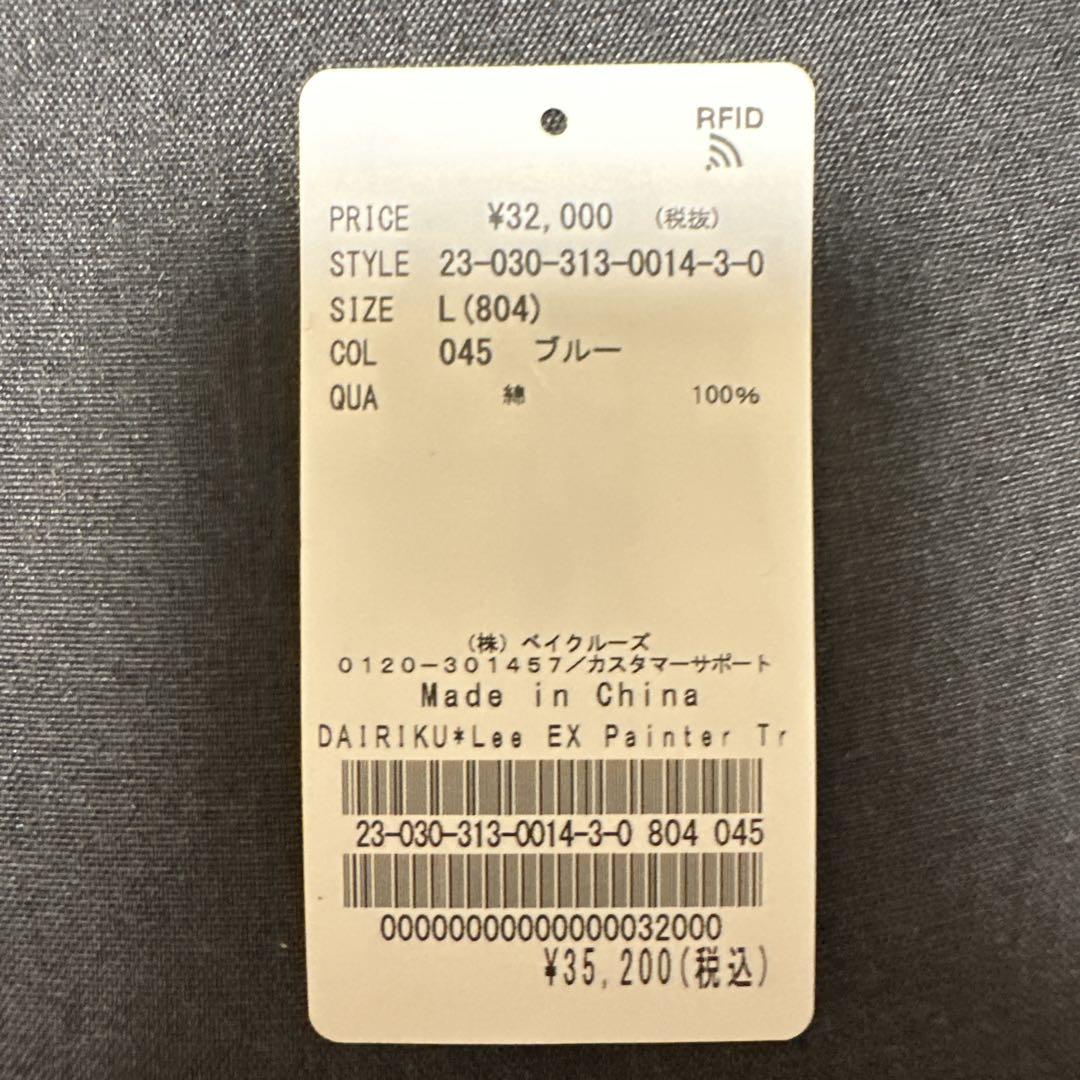 RFID
PRICE ¥32,000 (税抜)
STYLE 23-030-313-0014-3-0
SIZE L(804)
COL 045 ブルー
QUA 綿 100%
(株) ベイクルーズ
0120-301457/カスタマーサポート
Made in China
DAIRIKU*Lee EX Painter Tr
23-030-313-0014-3-0 804 045
00000000000000032000
¥35,200(税込)